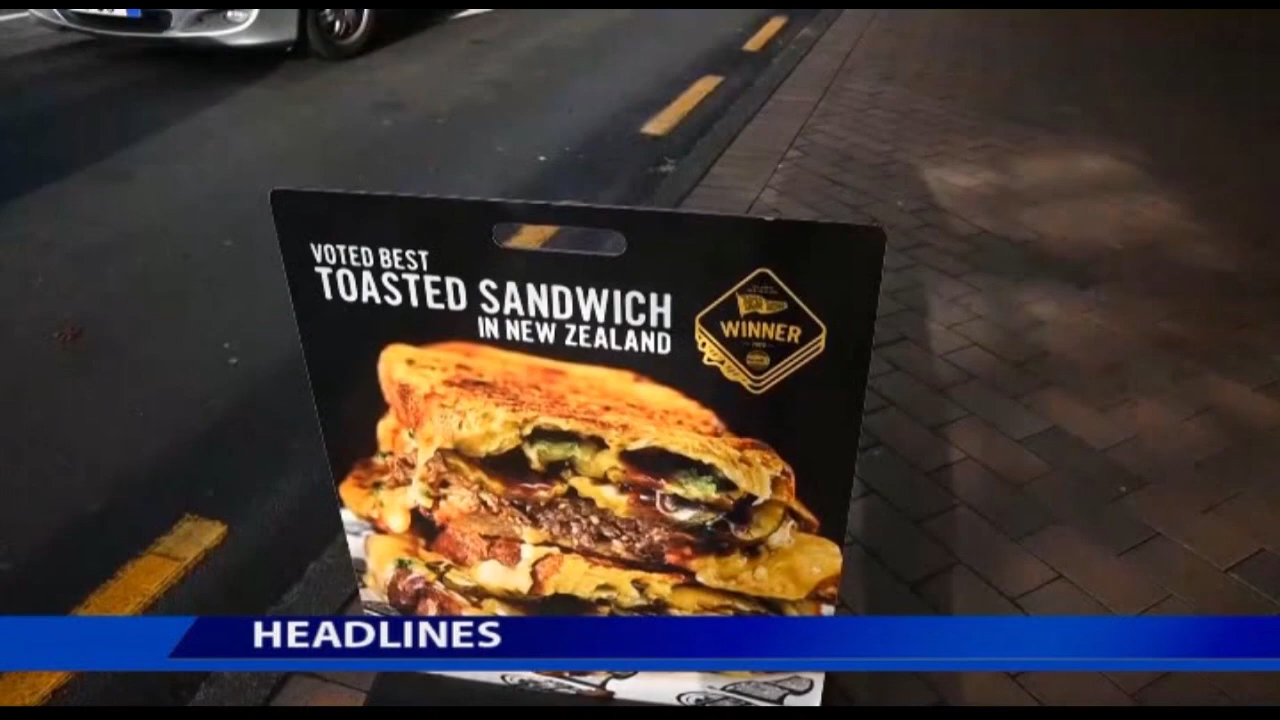 VOTED BEST
TOASTED SANDWICH
IN NEW ZEALAND
WINNER
HEADLINES